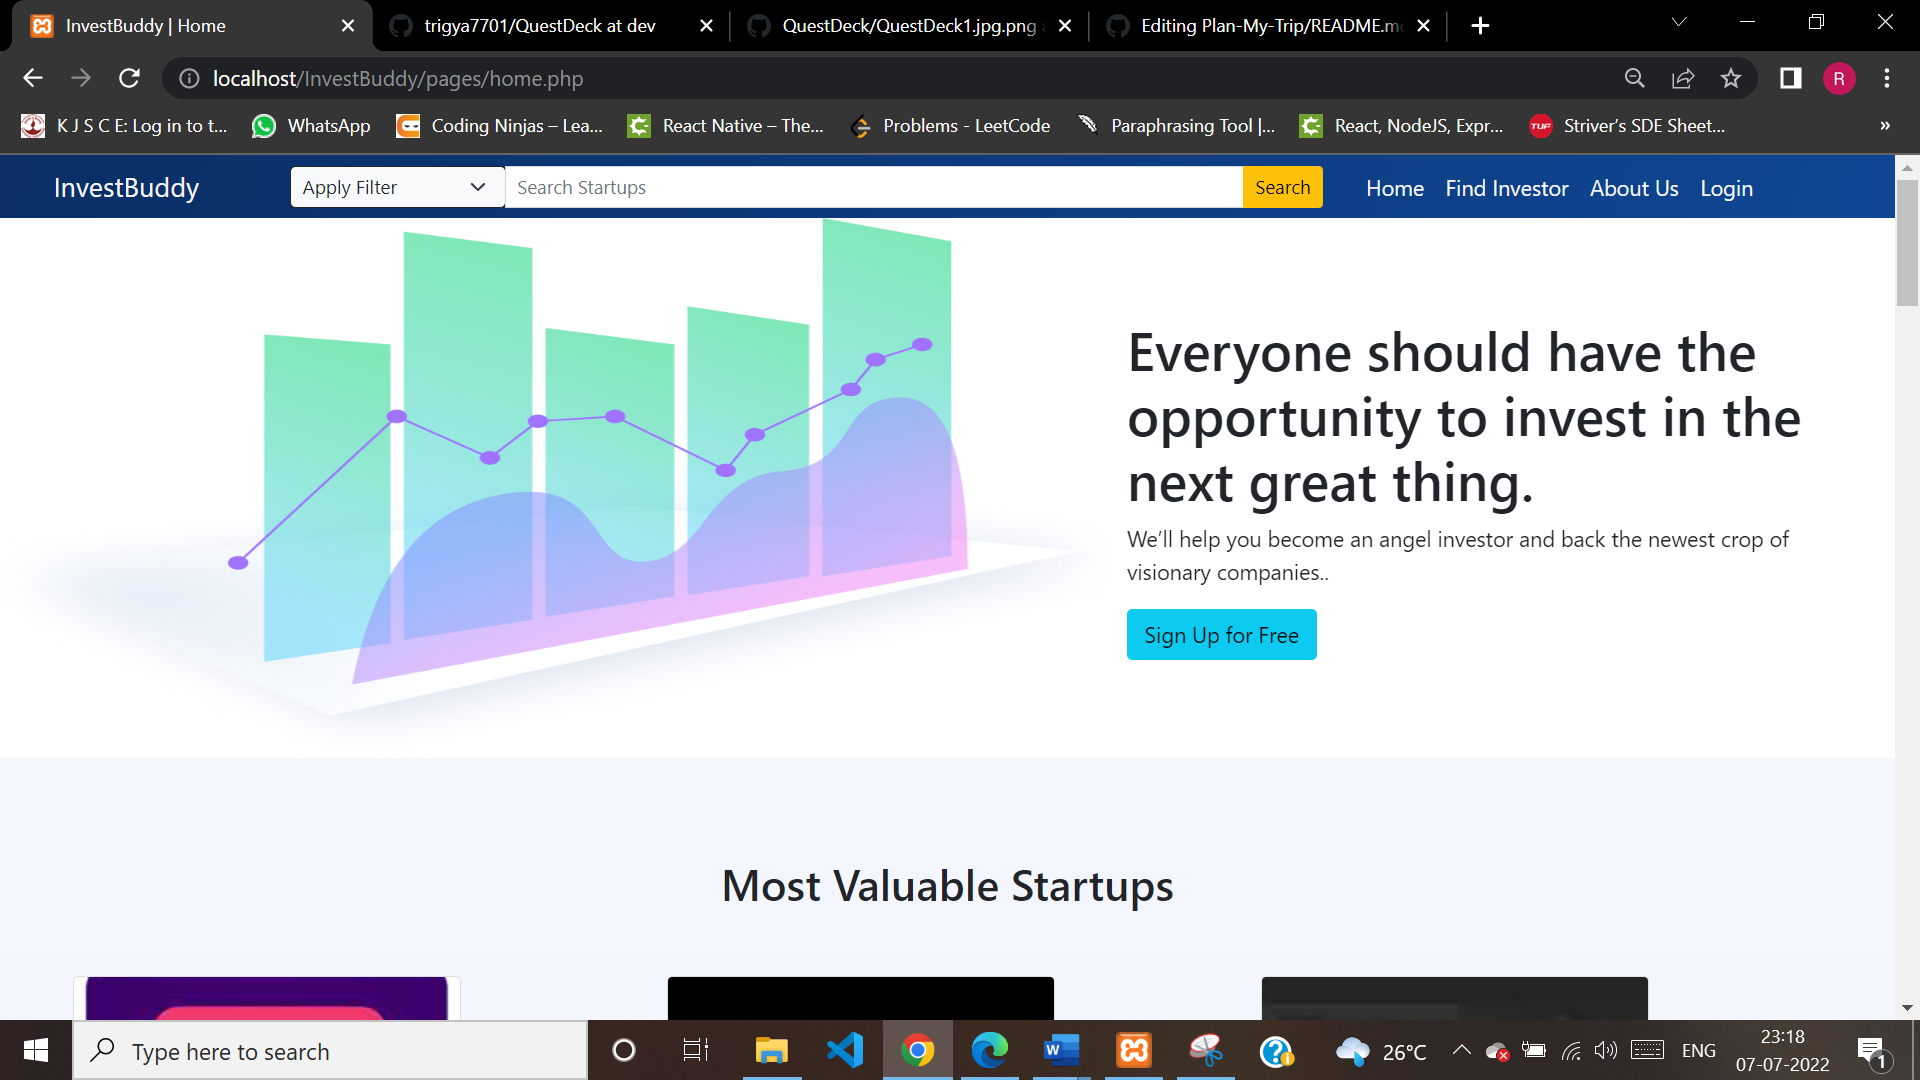 InvestBuddy | Home
trigya7701/QuestDeck at dev
QuestDeck/QuestDeck1.jpg.png a
Editing Plan-My-Trip/README.md
localhost/InvestBuddy/pages/home.php
R
K J S C E: Log in to t...
WhatsApp
Coding Ninjas – Lea...
React Native – The...
Problems - LeetCode
Paraphrasing Tool |...
React, NodeJS, Expr...
TUF
Striver's SDE Sheet...
»
InvestBuddy
Apply Filter
Search Startups
Search
Home
Find Investor
About Us
Login
Everyone should have the
opportunity to invest in the
next great thing.
We'll help you become an angel investor and back the newest crop of
visionary companies..
Sign Up for Free
Most Valuable Startups
Type here to search
26°C
ENG
23:18
07-07-2022
1